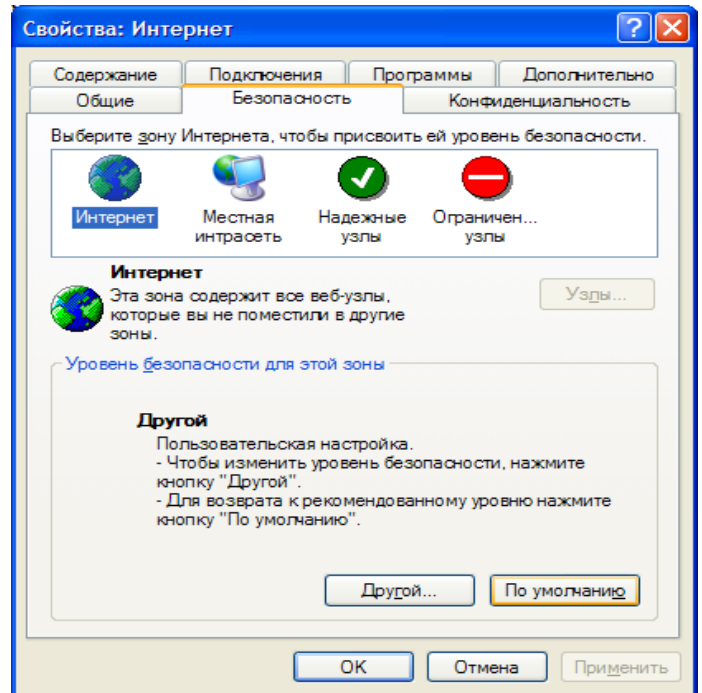 Свойства: Интернет
Содержание Подключения Программы Дополнительно
Общие Безопасность Конфиденциальность
Выберите зону Интернета, чтобы присвоить ей уровень безопасности.
Интернет Местная интрасеть Надежные узлы Ограничен... узлы
Интернет
Эта зона содержит все веб-узлы,
которые вы не поместили в другие
зоны.
Узлы...
Уровень безопасности для этой зоны
Другой
Пользовательская настройка.
- Чтобы изменить уровень безопасности, нажмите
кнопку "Другой".
- Для возврата к рекомендованному уровню нажмите
кнопку "По умолчанию".
Другой... По умолчанию
OK Отмена Применить